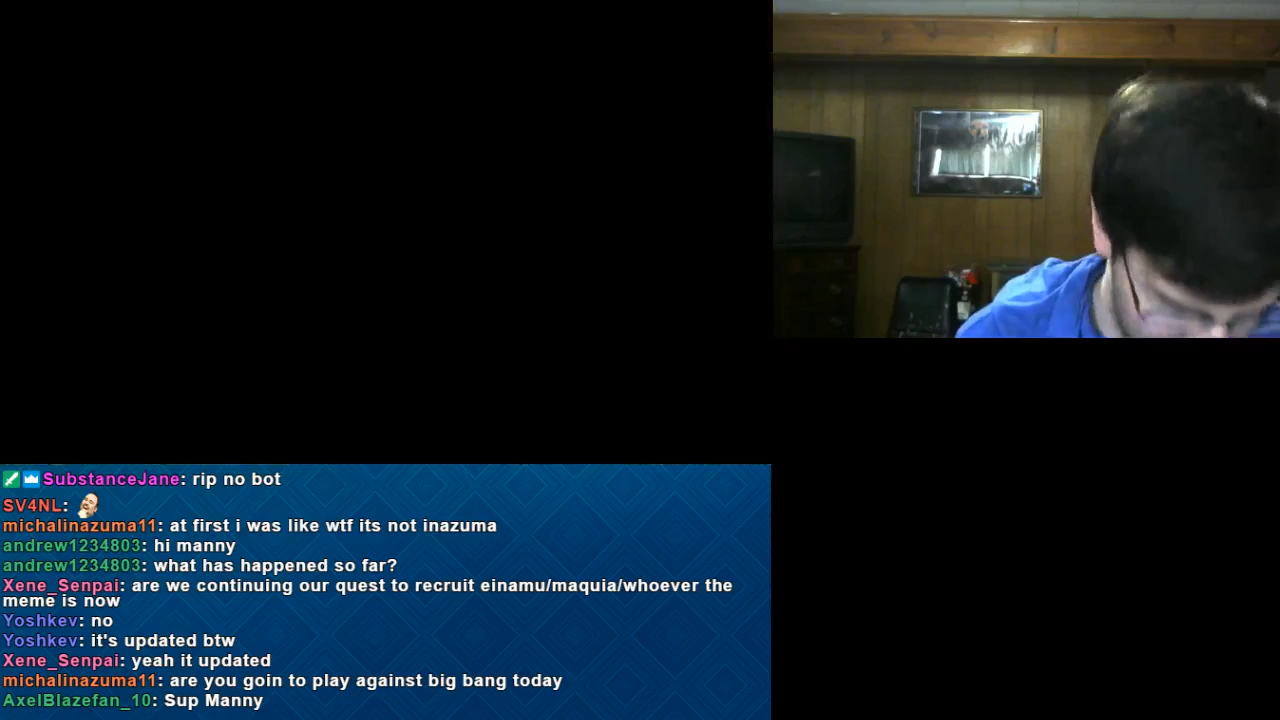 SubstanceJane: rip no bot
SV4NL:
michalinazuma11: at first i was like wtf its not inazuma
andrew1234803: hi manny
andrew1234803: what has happened so far?
Xene_Senpai: are we continuing our quest to recruit einamu/maquia/whoever the
meme is now
Yoshkev: no
Yoshkev: it's updated btw
Xene_Senpai: yeah it updated
michalinazuma11: are you goin to play against big bang today
AxelBlazefan_10: Sup Manny